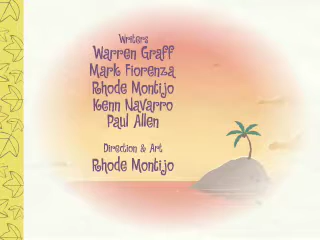 Writers
Warren Graff
Mark Fiorenza
Rhode Montijo
Kenn Navarro
Paul Allen
Direction & Art
Rhode Montijo